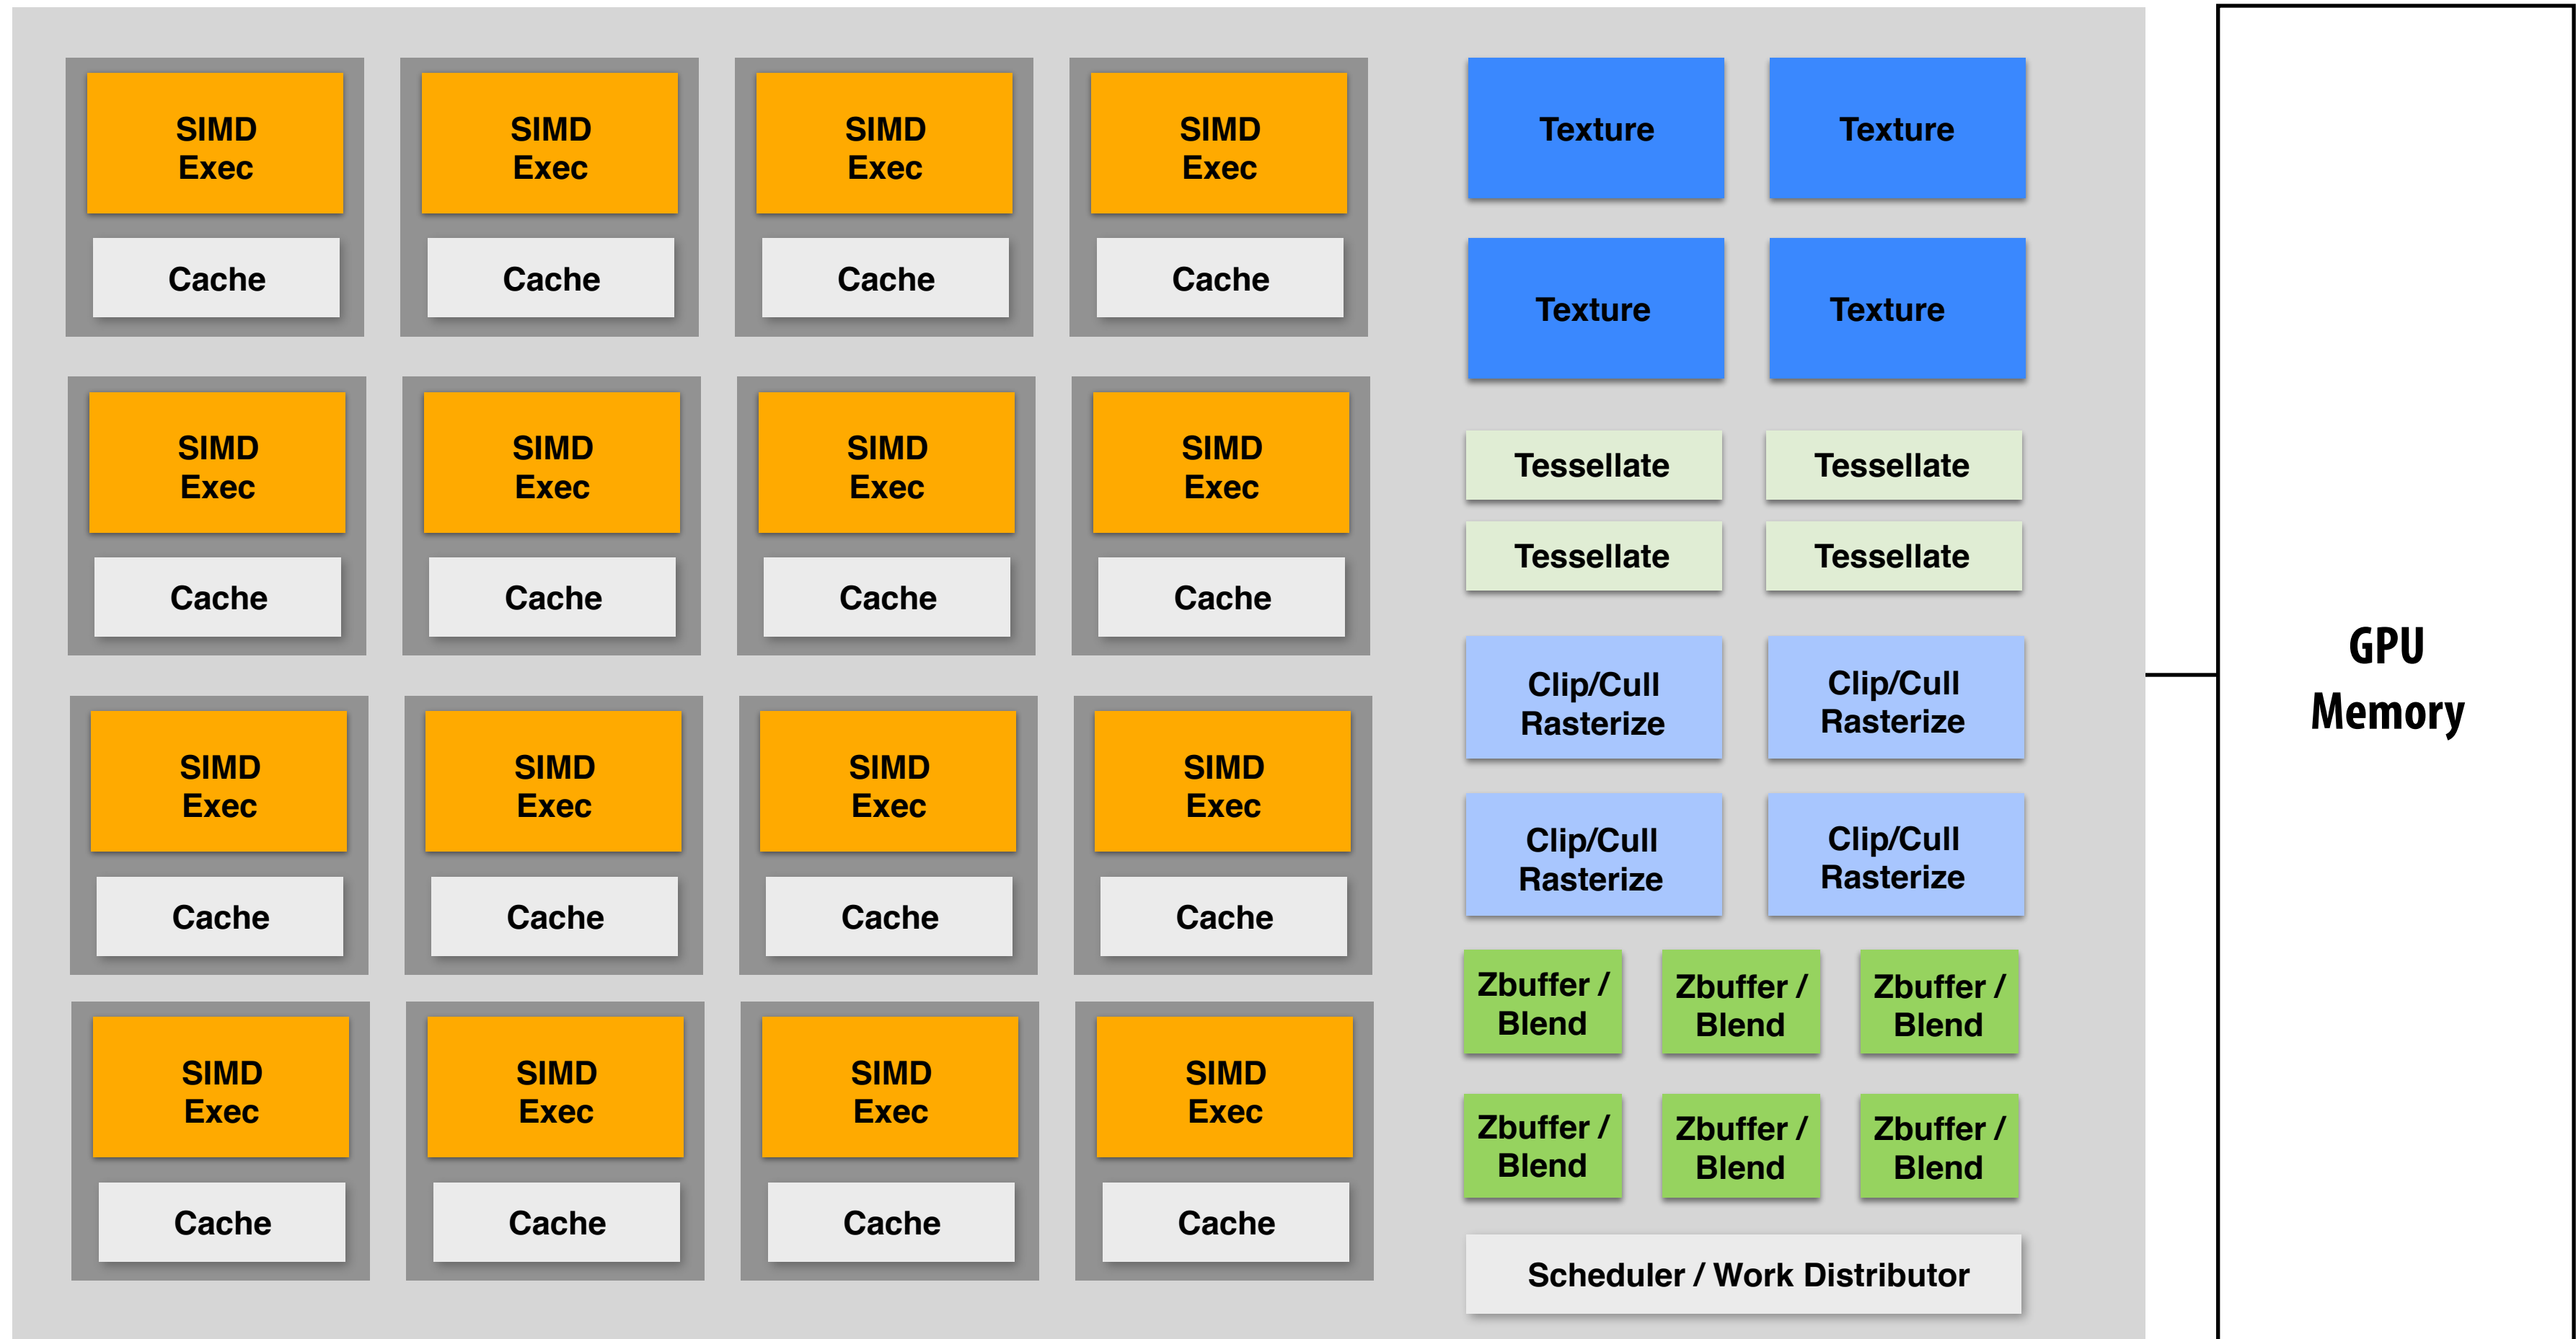 SIMD
Exec
Cache
SIMD
Exec
Cache
SIMD
Exec
Cache
SIMD
Exec
Cache
SIMD
Exec
Cache
SIMD
Exec
Cache
SIMD
Exec
Cache
SIMD
Exec
Cache
SIMD
Exec
Cache
SIMD
Exec
Cache
SIMD
Exec
Cache
SIMD
Exec
Cache
SIMD
Exec
Cache
SIMD
Exec
Cache
SIMD
Exec
Cache
SIMD
Exec
Cache
Texture
Texture
Texture
Texture
Tessellate
Tessellate
Tessellate
Tessellate
Clip/Cull
Rasterize
Clip/Cull
Rasterize
Clip/Cull
Rasterize
Clip/Cull
Rasterize
Zbuffer /
Blend
Zbuffer /
Blend
Zbuffer /
Blend
Zbuffer /
Blend
Zbuffer /
Blend
Zbuffer /
Blend
Scheduler / Work Distributor
GPU
Memory